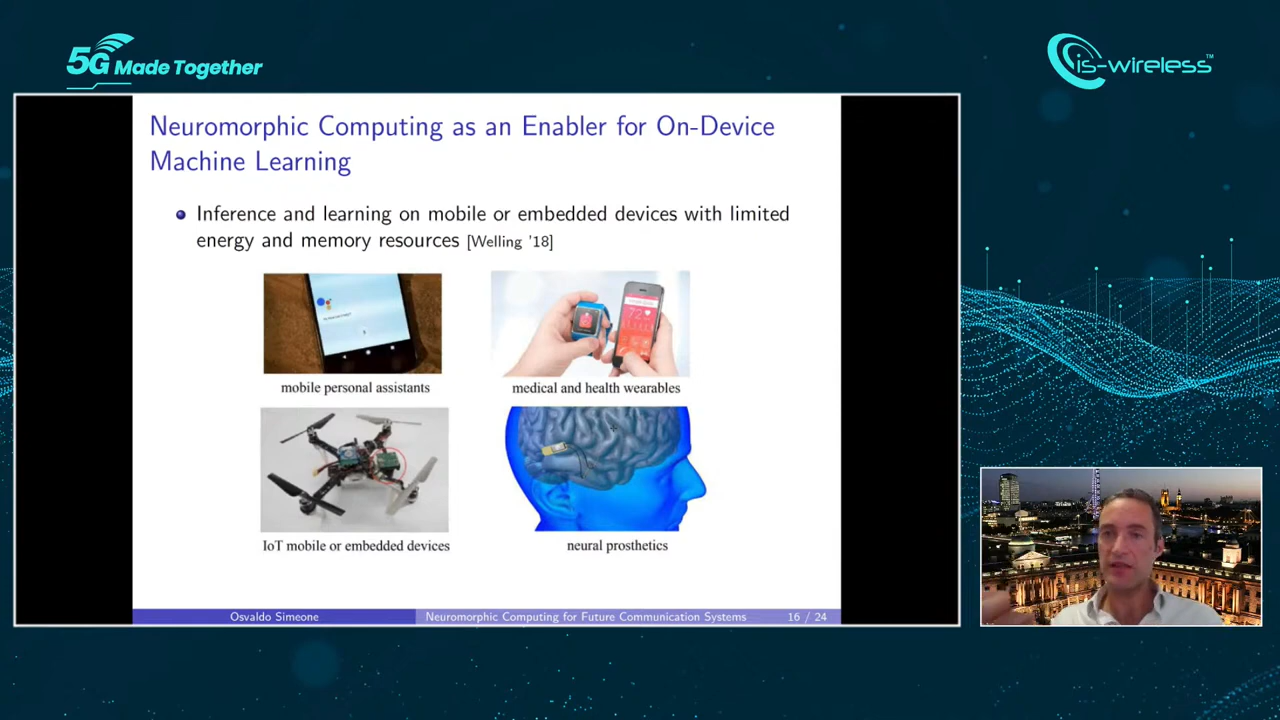 5G Made Together
is-wireless™
Neuromorphic Computing as an Enabler for On-Device
Machine Learning
Inference and learning on mobile or embedded devices with limited
energy and memory resources [Welling '18]
72
mobile personal assistants
medical and health wearables
IoT mobile or embedded devices
neural prosthetics
Osvaldo Simeone
Neuromorphic Computing for Future Communication Systems
16 / 24